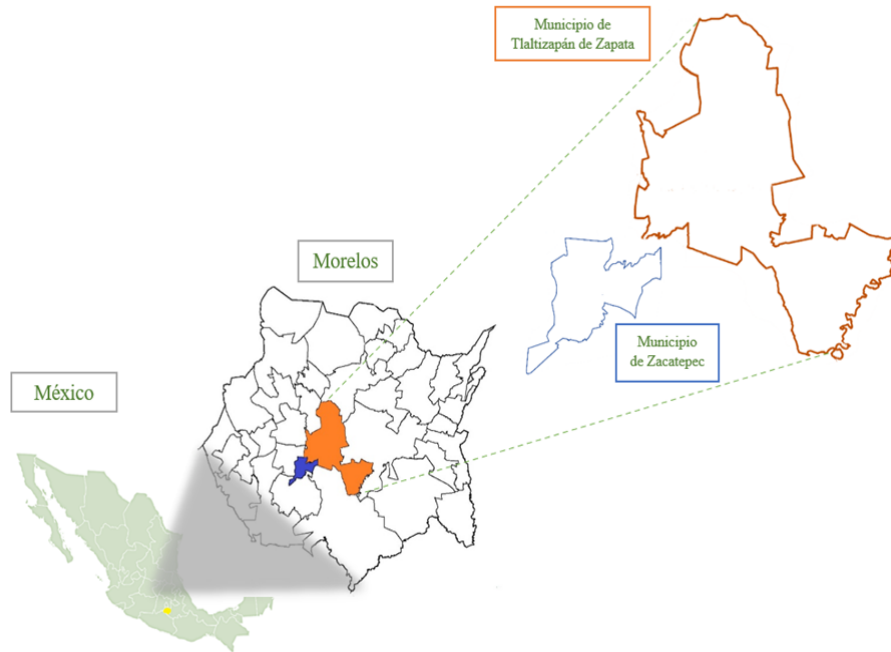 Municipio de
Tlaltizapán de Zapata
Morelos
Municipio
de Zacatepec
México